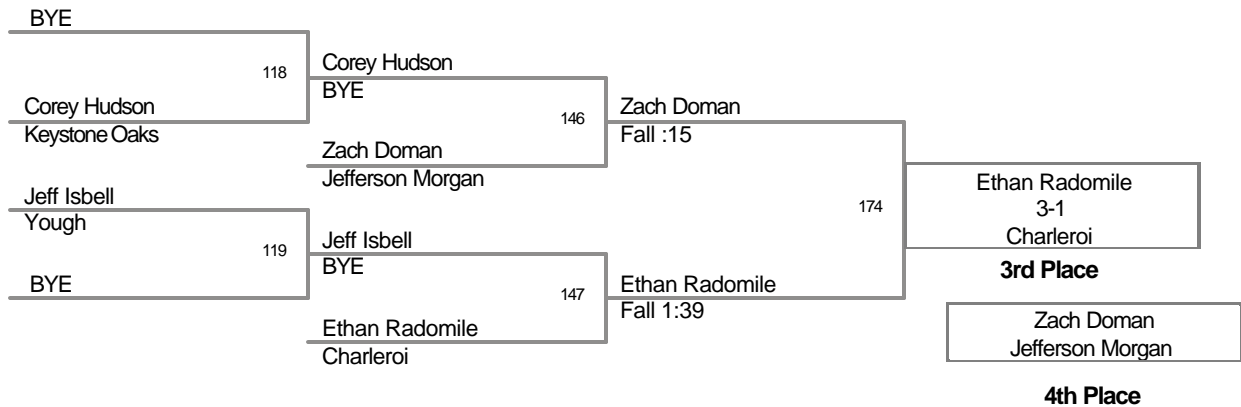 BYE
118
Corey Hudson
Keystone Oaks
Corey Hudson
BYE
146
Zach Doman
Jefferson Morgan
Zach Doman
Fall :15
Jeff Isbell
Yough
119
BYE
Jeff Isbell
BYE
147
Ethan Radomile
Charleroi
Ethan Radomile
Fall 1:39
174
Ethan Radomile
3-1
Charleroi
3rd Place
Zach Doman
Jefferson Morgan
4th Place